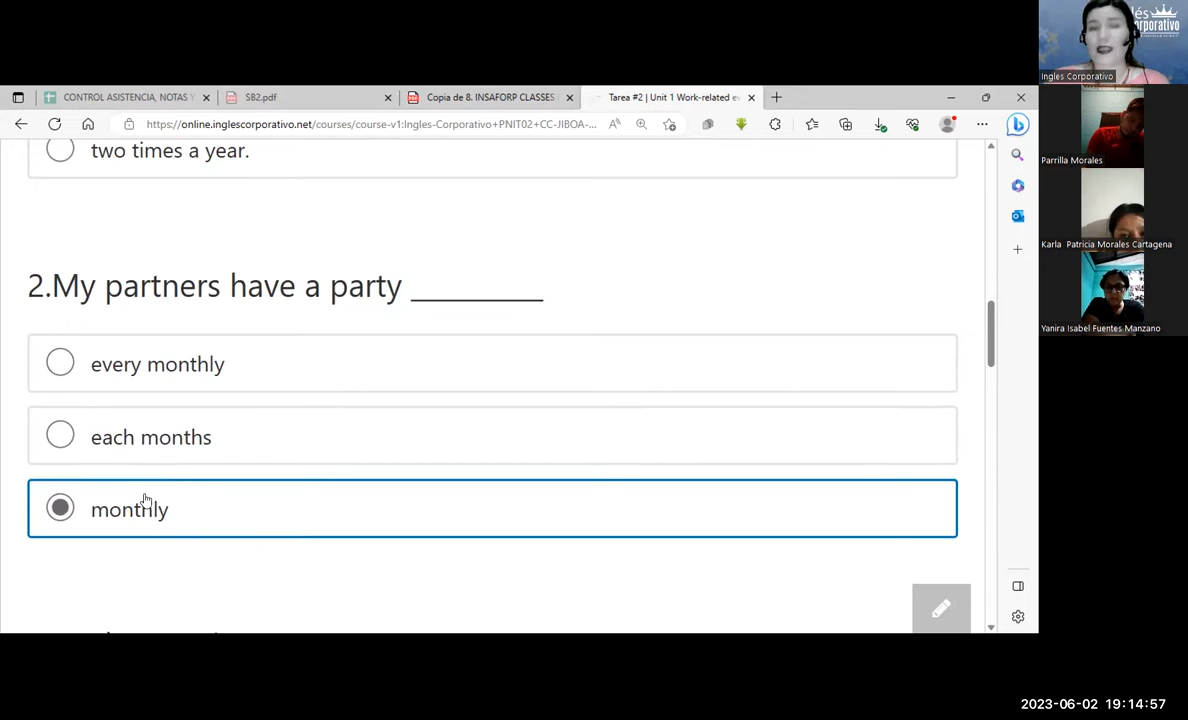 és
rporativo
Ingles Corporativo
CONTROL ASISTENCIA, NOTAS Y
SB2.pdf
Copia de 8. INSAFORP CLASSES
Tarea #2 | Unit 1 Work-related e
https://online.inglescorporativo.net/courses/course-v1:Ingles-Corporativo+PNIT02+CC-JIBOA-...
two times a year.
Parrilla Morales
2.My partners have a party __________
Karla Patricia Morales Cartagena
every monthly
Yanira Isabel Fuentes Manzano
each months
monthly
2023-06-02 19:14:57